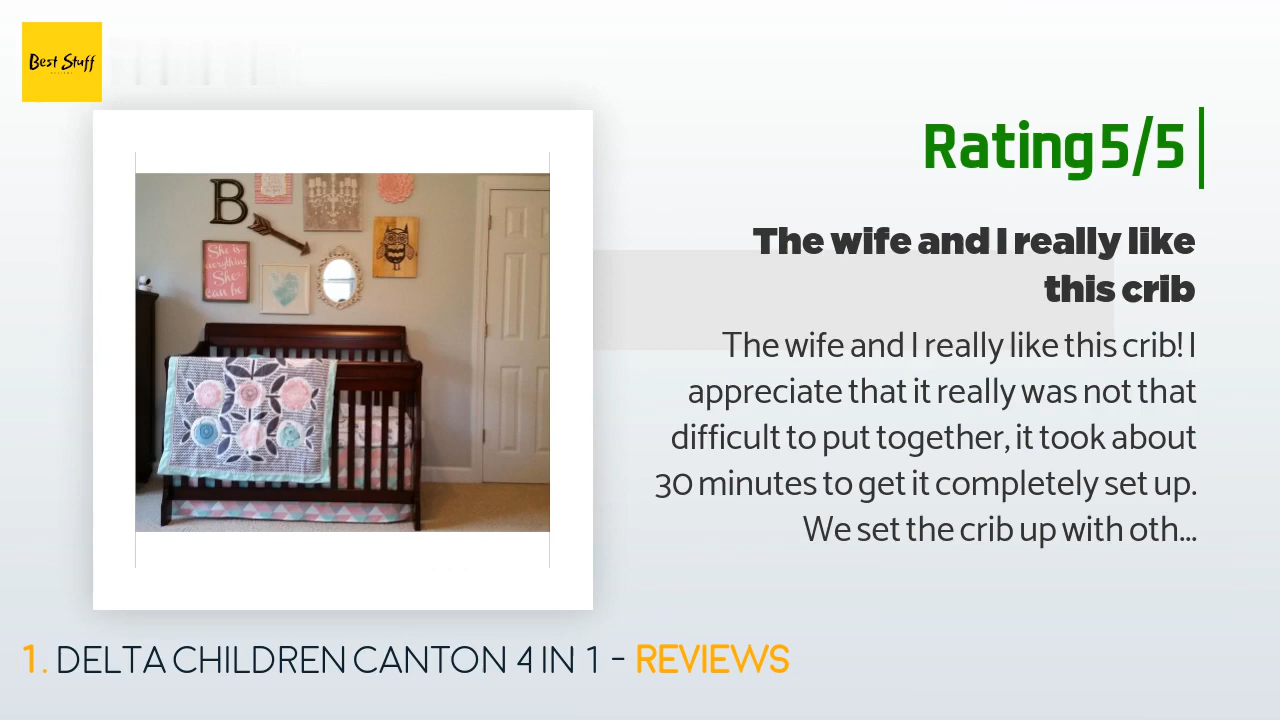 Best Stuff
Rating 5/5
The wife and I really like
this crib
The wife and I really like this crib! I
appreciate that it really was not that
difficult to put together, it took about
30 minutes to get it completely set up.
We set the crib up with oth...
B
She is
everything
She
can be
1. DELTA CHILDREN CANTON 4 IN 1 - REVIEWS